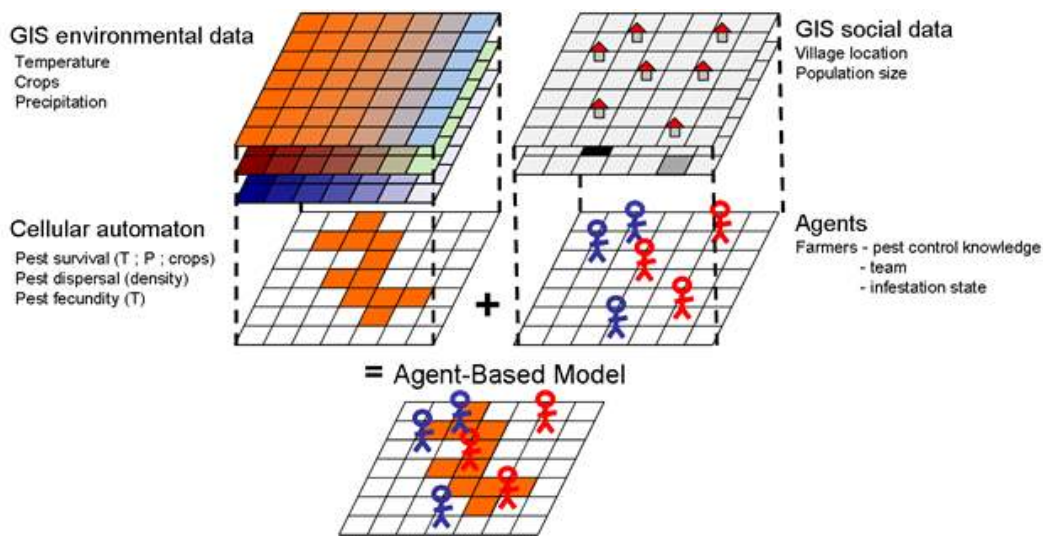 GIS environmental data
Temperature
Crops
Precipitation
GIS social data
Village location
Population size
Cellular automaton
Pest survival (T ; P ; crops)
Pest dispersal (density)
Pest fecundity (T)
+
Agents
Farmers - pest control knowledge
- team
- infestation state
= Agent-Based Model